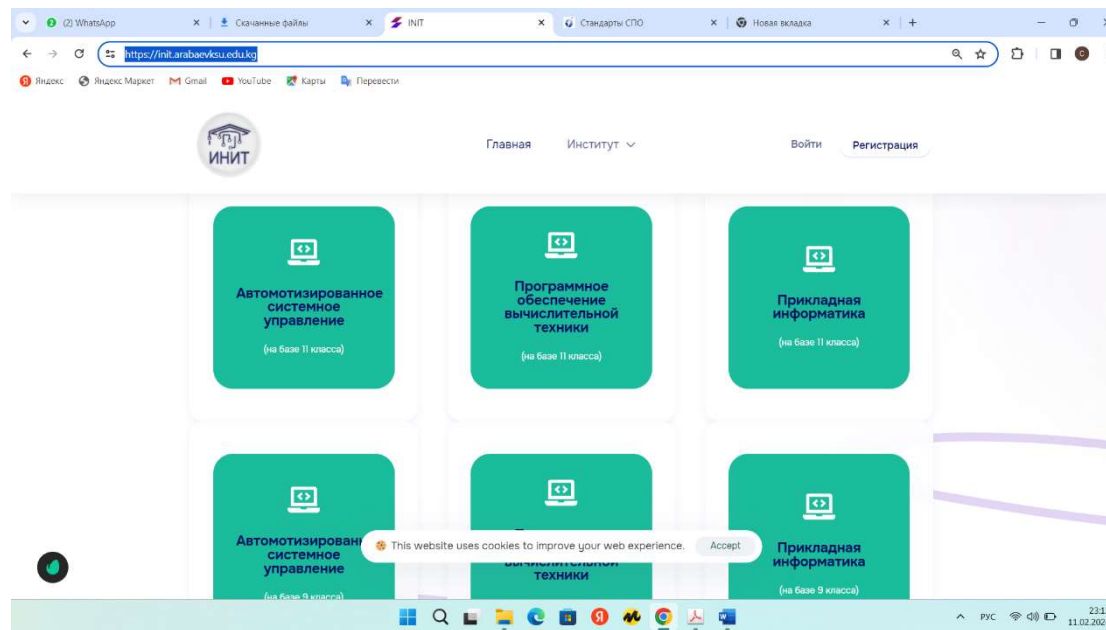 (2) WhatsApp
Скачанные файлы
INIT
Стандарты СПО
Новая вкладка
https://init.arabaevksu.edu.kg
Яндекс
Яндекс Маркет
Gmail
YouTube
Карты
Перевести
ИНИТ
Главная
Институт
Войти
Регистрация
Автомотизированное
системное
управление
(на базе 11 класса)
Программное
обеспечение
вычислительной
техники
(на базе 11 класса)
Прикладная
информатика
(на базе 11 класса)
Автомотизирован
системное
управление
(на базе 9 класса)
вычислительной
техники
Прикладная
информатика
(на базе 9 класса)
This website uses cookies to improve your web experience.
Accept
РУС
23:1
11.02.202